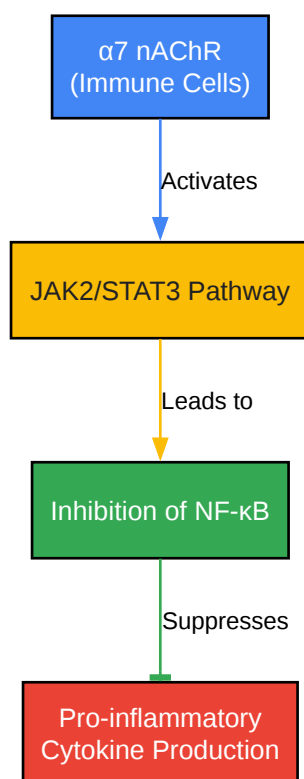 α7 nAChR
(Immune Cells)
Activates
JAK2/STAT3 Pathway
Leads to
Inhibition of NF-κB
Suppresses
Pro-inflammatory
Cytokine Production